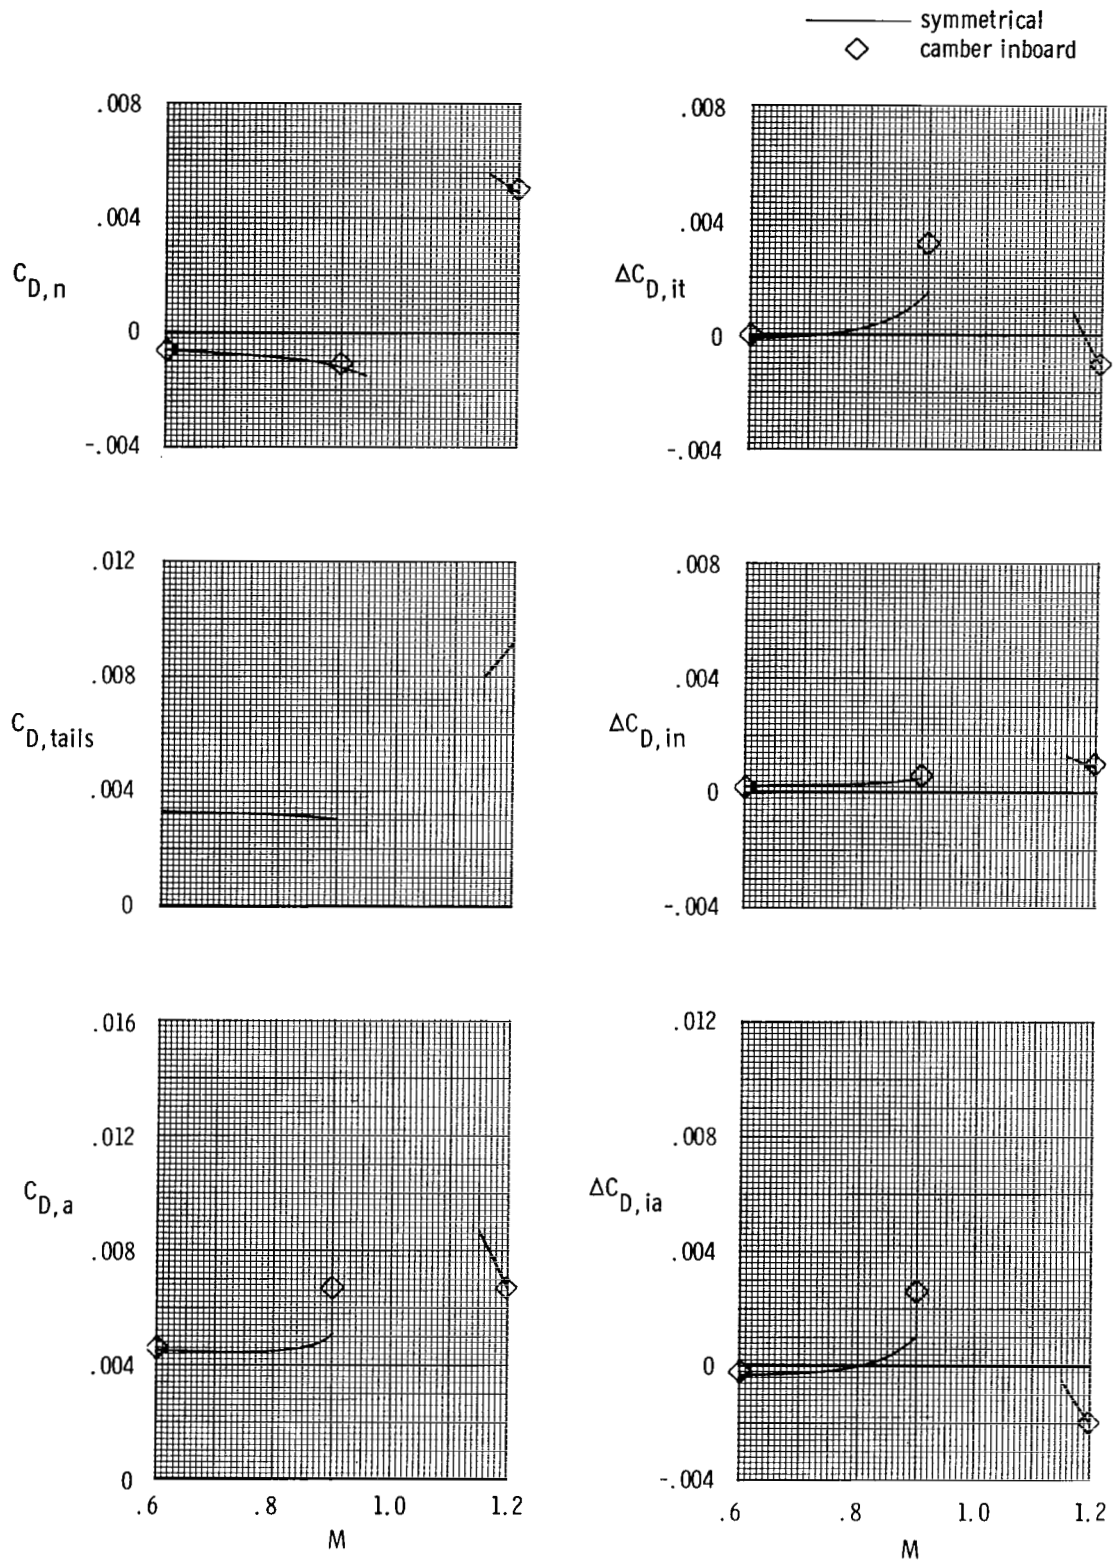 symmetrical
camber inboard
.008
.004
C_D,n
0
-.004
.008
.004
ΔC_D,it
0
-.004
.012
.008
C_D,tails
.004
0
.008
.004
ΔC_D,in
0
-.004
.016
.012
C_D,a
.008
.004
0
.6 .8 1.0 1.2
M
.012
.008
ΔC_D,ia
.004
0
-.004
.6 .8 1.0 1.2
M